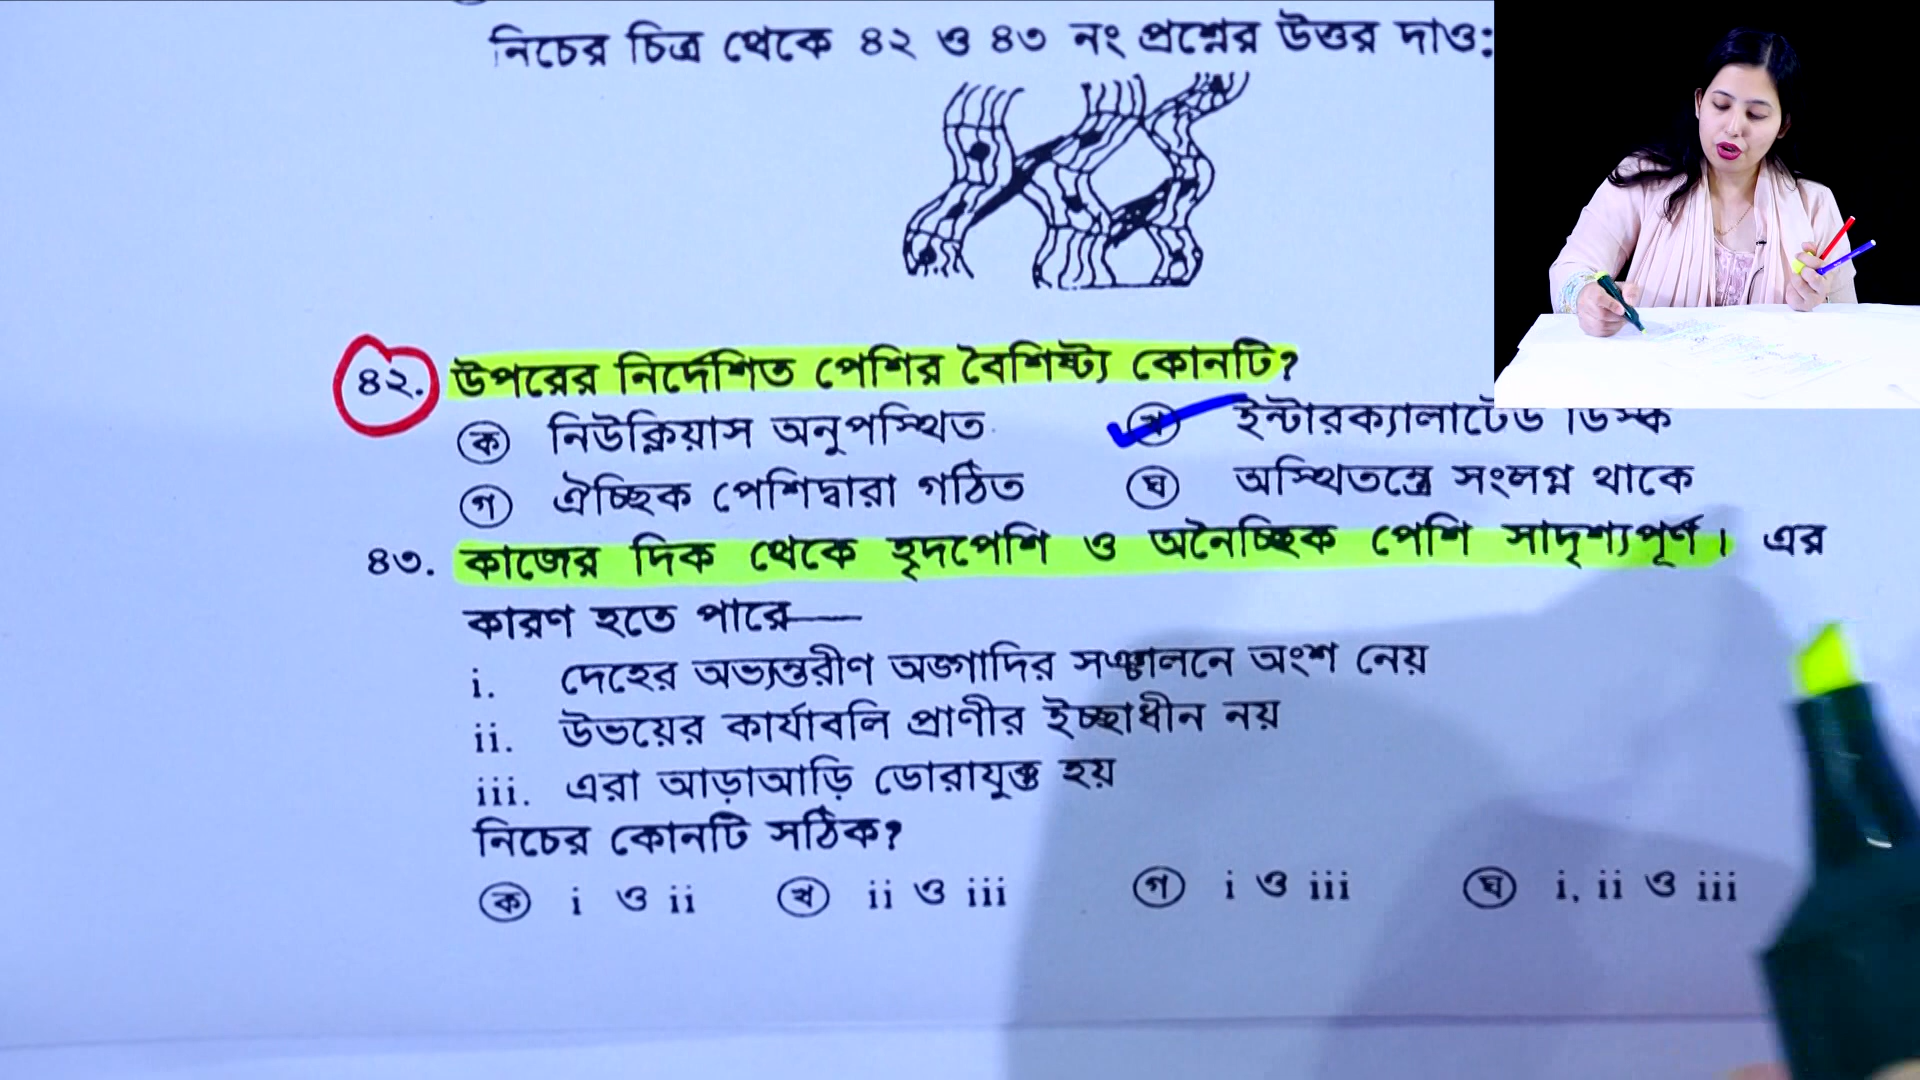 নিচের চিত্র থেকে ৪২ ও ৪৩ নং প্রশ্নের উত্তর দাও:
৪২. উপরের নির্দেশিত পেশির বৈশিষ্ট্য কোনটি?
ক নিউক্লিয়াস অনুপস্থিত খ ইন্টারক্যালাটেড ডিস্ক
গ ঐচ্ছিক পেশিদ্বারা গঠিত ঘ অস্থিতন্ত্রে সংলগ্ন থাকে
৪৩. কাজের দিক থেকে হৃদপেশি ও অনৈচ্ছিক পেশি সাদৃশ্যপূর্ণ। এর
কারণ হতে পারে—
i. দেহের অভ্যন্তরীণ অঙ্গাদির সঞ্চালনে অংশ নেয়
ii. উভয়ের কার্যাবলি প্রাণীর ইচ্ছাধীন নয়
iii. এরা আড়াআড়ি ডোরাযুক্ত হয়
নিচের কোনটি সঠিক?
ক i ও ii খ ii ও iii গ i ও iii ঘ i, ii ও iii